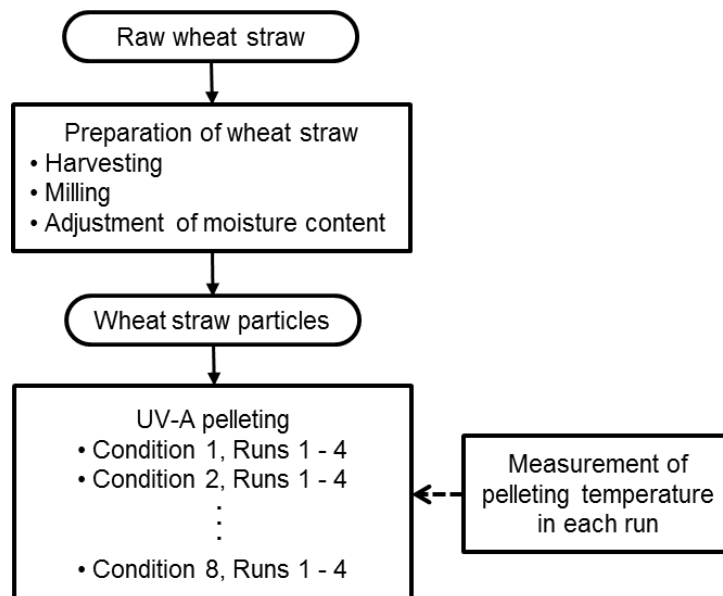 Raw wheat straw
Preparation of wheat straw
• Harvesting
• Milling
• Adjustment of moisture content
Wheat straw particles
UV-A pelleting
• Condition 1, Runs 1 - 4
• Condition 2, Runs 1 - 4
⋮
• Condition 8, Runs 1 - 4
Measurement of
pelleting temperature
in each run